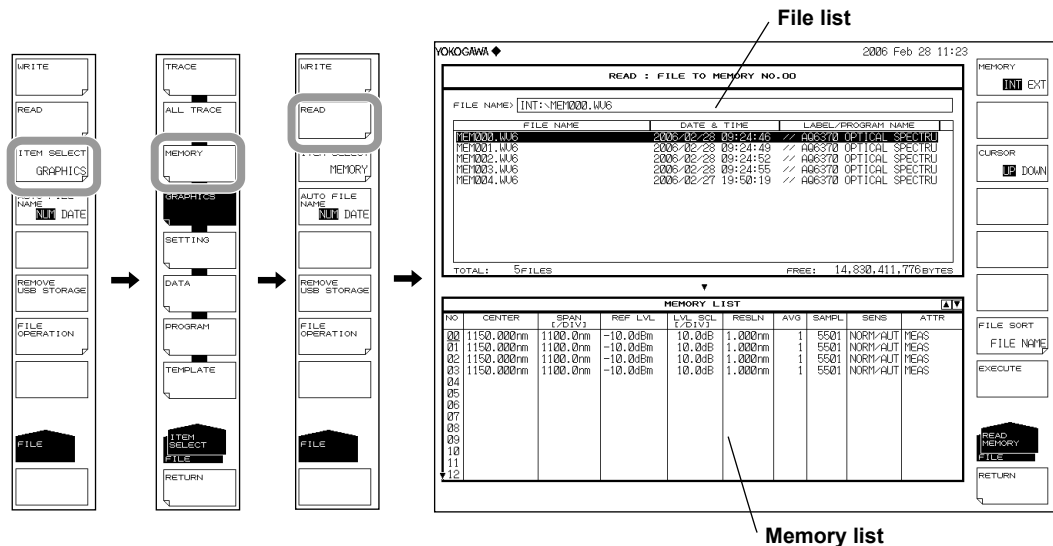 File list
WRITE
READ
ITEM SELECT
GRAPHICS
AUTO FILE
NAME
NUM DATE
REMOVE
USB STORAGE
FILE
OPERATION
FILE
TRACE
ALL TRACE
MEMORY
GRAPHICS
SETTING
DATA
PROGRAM
TEMPLATE
ITEM
SELECT
FILE
RETURN
WRITE
READ
ITEM SELECT
MEMORY
AUTO FILE
NAME
NUM DATE
REMOVE
USB STORAGE
FILE
OPERATION
FILE
YOKOGAWA 2006 Feb 28 11:23
READ : FILE TO MEMORY NO.00
FILE NAME> INT:\MEM000.WV6
FILE NAME DATE & TIME LABEL/PROGRAM NAME
MEM000.WV6 2006/02/28 09:24:46 // AQ6370 OPTICAL SPECTRU
MEM001.WV6 2006/02/28 09:24:49 // AQ6370 OPTICAL SPECTRU
MEM002.WV6 2006/02/28 09:24:52 // AQ6370 OPTICAL SPECTRU
MEM003.WV6 2006/02/28 09:24:55 // AQ6370 OPTICAL SPECTRU
MEM004.WV6 2006/02/27 19:50:19 // AQ6370 OPTICAL SPECTRU
TOTAL: 5FILES FREE: 14,830,411,776BYTES
MEMORY LIST
NO CENTER SPAN [/DIV] REF LVL LVL SCL [/DIV] RESLN AVG SAMPL SENS ATTR
00 1150.000nm 1100.0nm -10.0dBm 10.0dB 1.000nm 1 5501 NORM/AUT MEAS
01 1150.000nm 1100.0nm -10.0dBm 10.0dB 1.000nm 1 5501 NORM/AUT MEAS
02 1150.000nm 1100.0nm -10.0dBm 10.0dB 1.000nm 1 5501 NORM/AUT MEAS
03 1150.000nm 1100.0nm -10.0dBm 10.0dB 1.000nm 1 5501 NORM/AUT MEAS
04
05
06
07
08
09
10
11
12
MEMORY
INT EXT
CURSOR
UP DOWN
FILE SORT
FILE NAME
EXECUTE
READ
MEMORY
FILE
RETURN
Memory list